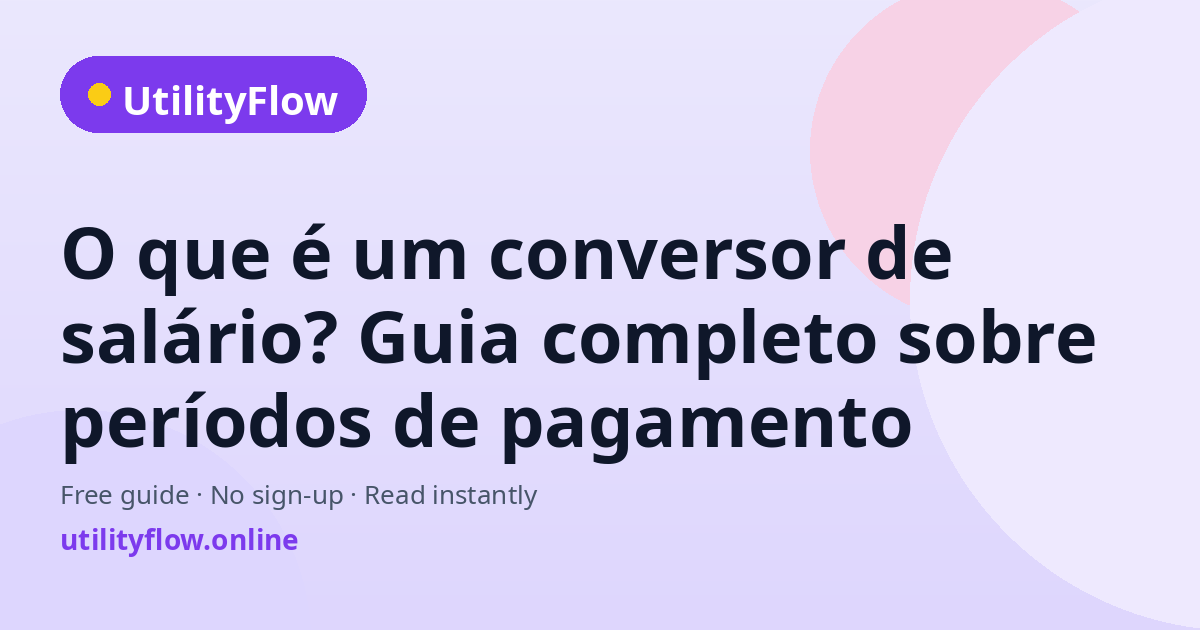 UtilityFlow
O que é um conversor de
salário? Guia completo sobre
períodos de pagamento
Free guide · No sign-up · Read instantly
utilityflow.online